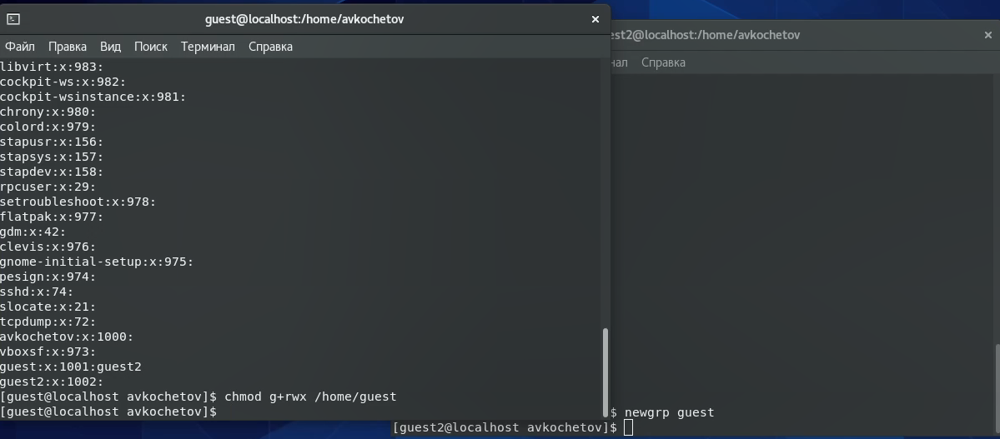 guest@localhost:/home/avkochetov
Файл Правка Вид Поиск Терминал Справка
libvirt:x:983:
cockpit-ws:x:982:
cockpit-wsinstance:x:981:
chrony:x:980:
colord:x:979:
stapusr:x:156:
stapsys:x:157:
stapdev:x:158:
rpcuser:x:29:
setroubleshoot:x:978:
flatpak:x:977:
gdm:x:42:
clevis:x:976:
gnome-initial-setup:x:975:
pesign:x:974:
sshd:x:74:
slocate:x:21:
tcpdump:x:72:
avkochetov:x:1000:
vboxsf:x:973:
guest:x:1001:guest2
guest2:x:1002:
[guest@localhost avkochetov]$ chmod g+rwx /home/guest
[guest@localhost avkochetov]$
est2@localhost:/home/avkochetov
нал Справка
$ newgrp guest
[guest2@localhost avkochetov]$